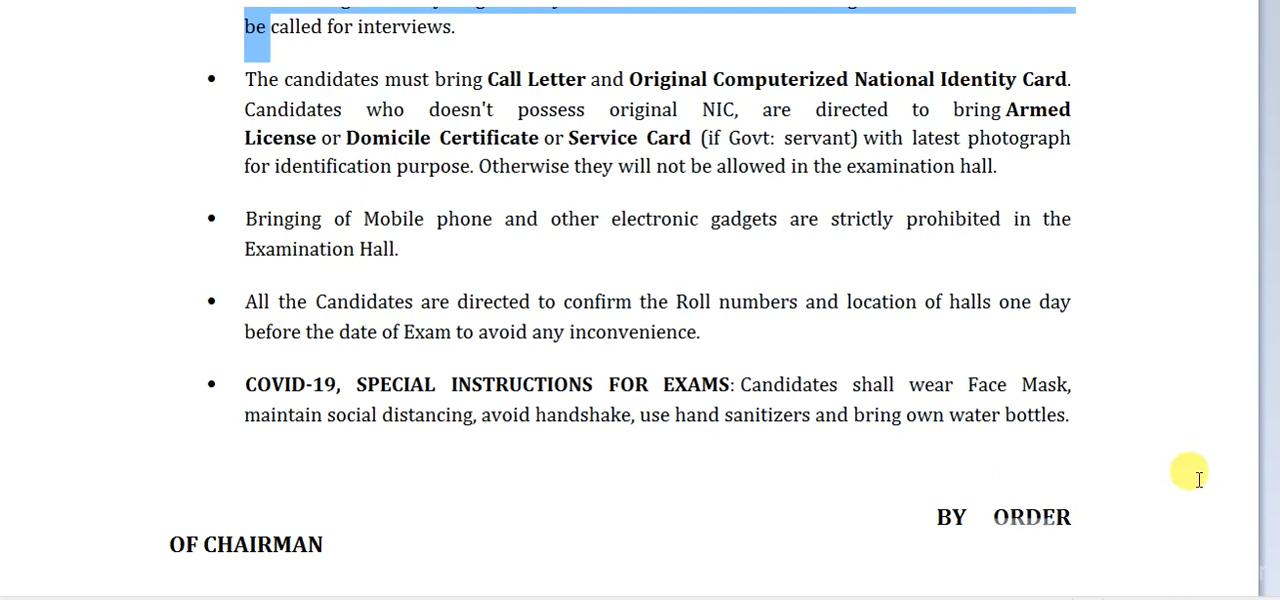 be called for interviews.
• The candidates must bring Call Letter and Original Computerized National Identity Card.
Candidates who doesn't possess original NIC, are directed to bring Armed
License or Domicile Certificate or Service Card (if Govt: servant) with latest photograph
for identification purpose. Otherwise they will not be allowed in the examination hall.
• Bringing of Mobile phone and other electronic gadgets are strictly prohibited in the
Examination Hall.
• All the Candidates are directed to confirm the Roll numbers and location of halls one day
before the date of Exam to avoid any inconvenience.
• COVID-19, SPECIAL INSTRUCTIONS FOR EXAMS: Candidates shall wear Face Mask,
maintain social distancing, avoid handshake, use hand sanitizers and bring own water bottles.
BY ORDER
OF CHAIRMAN